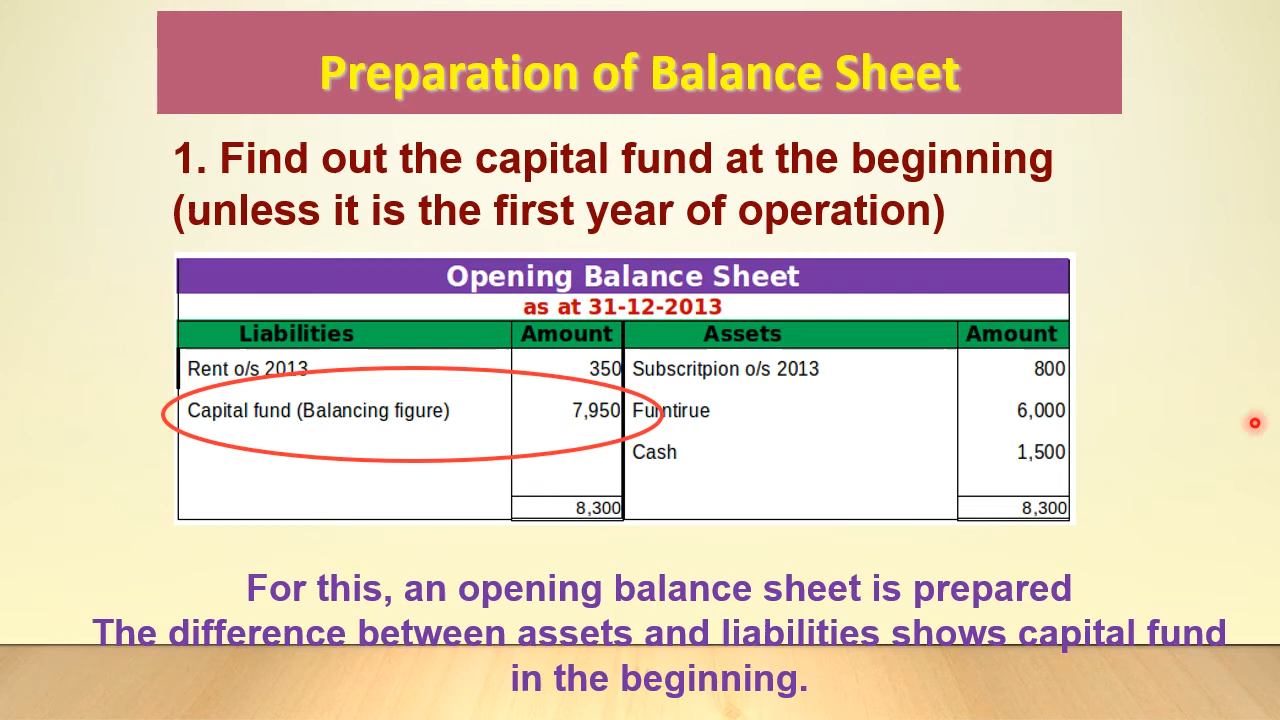 Preparation of Balance Sheet
1. Find out the capital fund at the beginning
(unless it is the first year of operation)
Opening Balance Sheet
as at 31-12-2013
Liabilities Amount Assets Amount
Rent o/s 2013 350 Subscritpion o/s 2013 800
Capital fund (Balancing figure) 7,950 Furntirue 6,000
Cash 1,500
8,300 8,300
For this, an opening balance sheet is prepared
The difference between assets and liabilities shows capital fund
in the beginning.